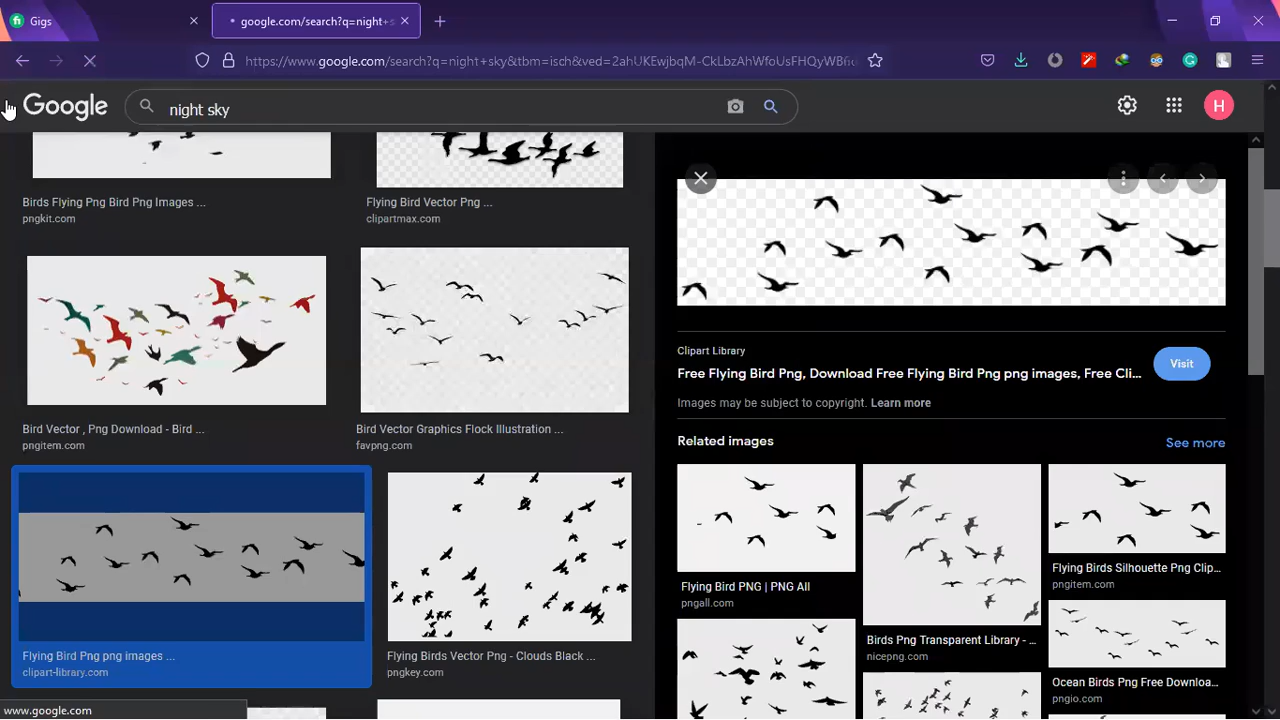 Gigs
google.com/search?q=night+s
https://www.google.com/search?q=night+sky&tbm=isch&ved=2ahUKEwjbqM-CkLbzAhWfoUsFHQyWB
Google
night sky
H
Birds Flying Png Bird Png Images ...
pngkit.com
Flying Bird Vector Png ...
clipartmax.com
Bird Vector , Png Download - Bird ...
pngitem.com
Bird Vector Graphics Flock Illustration ...
favpng.com
Flying Bird Png png images ...
clipart-library.com
Flying Birds Vector Png - Clouds Black ...
pngkey.com
Clipart Library
Free Flying Bird Png, Download Free Flying Bird Png png images, Free Cli...
Visit
Images may be subject to copyright. Learn more
Related images
See more
Flying Bird PNG | PNG All
pngall.com
Birds Png Transparent Library - ...
nicepng.com
Flying Birds Silhouette Png Clip...
pngitem.com
Ocean Birds Png Free Downloa...
pngio.com
www.google.com